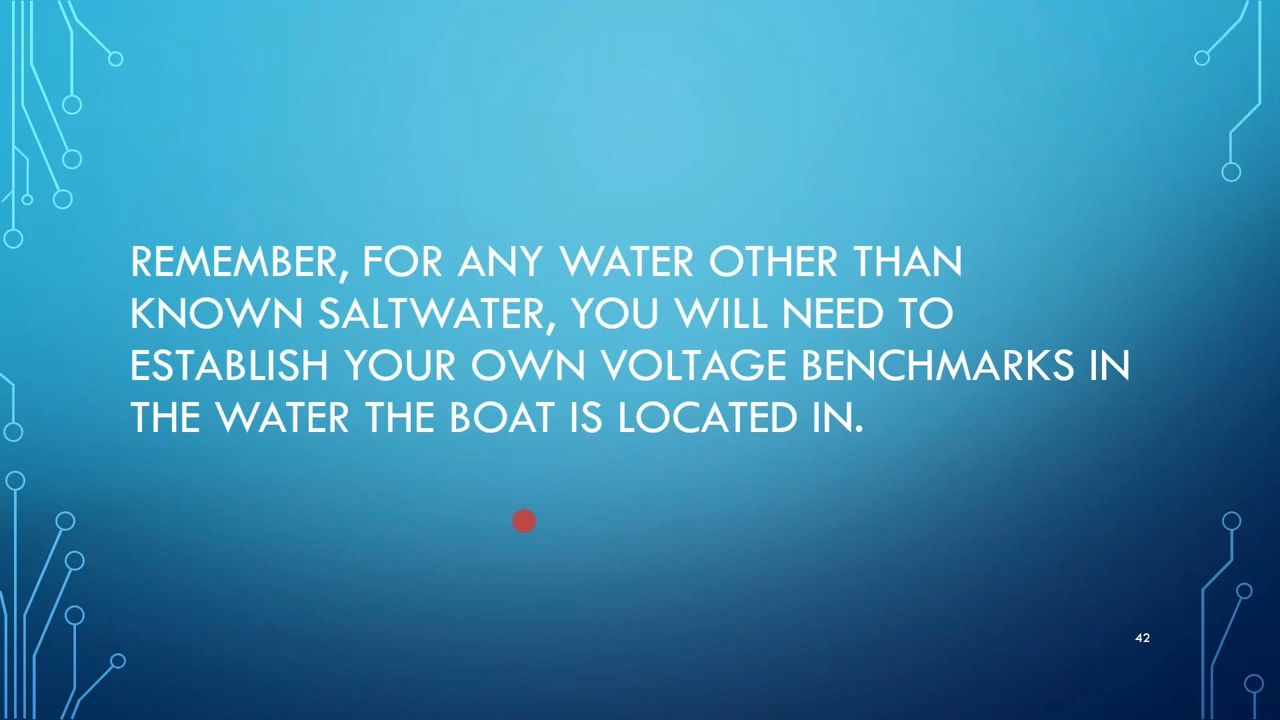 REMEMBER, FOR ANY WATER OTHER THAN
KNOWN SALTWATER, YOU WILL NEED TO
ESTABLISH YOUR OWN VOLTAGE BENCHMARKS IN
THE WATER THE BOAT IS LOCATED IN.
42